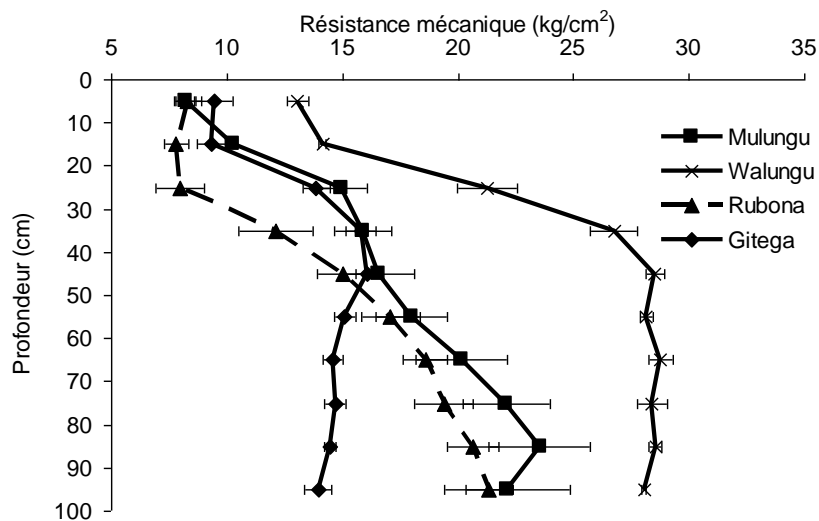 Résistance mécanique (kg/cm²)
5 10 15 20 25 30 35
0
10
20
30
40
50
60
70
80
90
100
Profondeur (cm)
Mulungu
Walungu
Rubona
Gitega